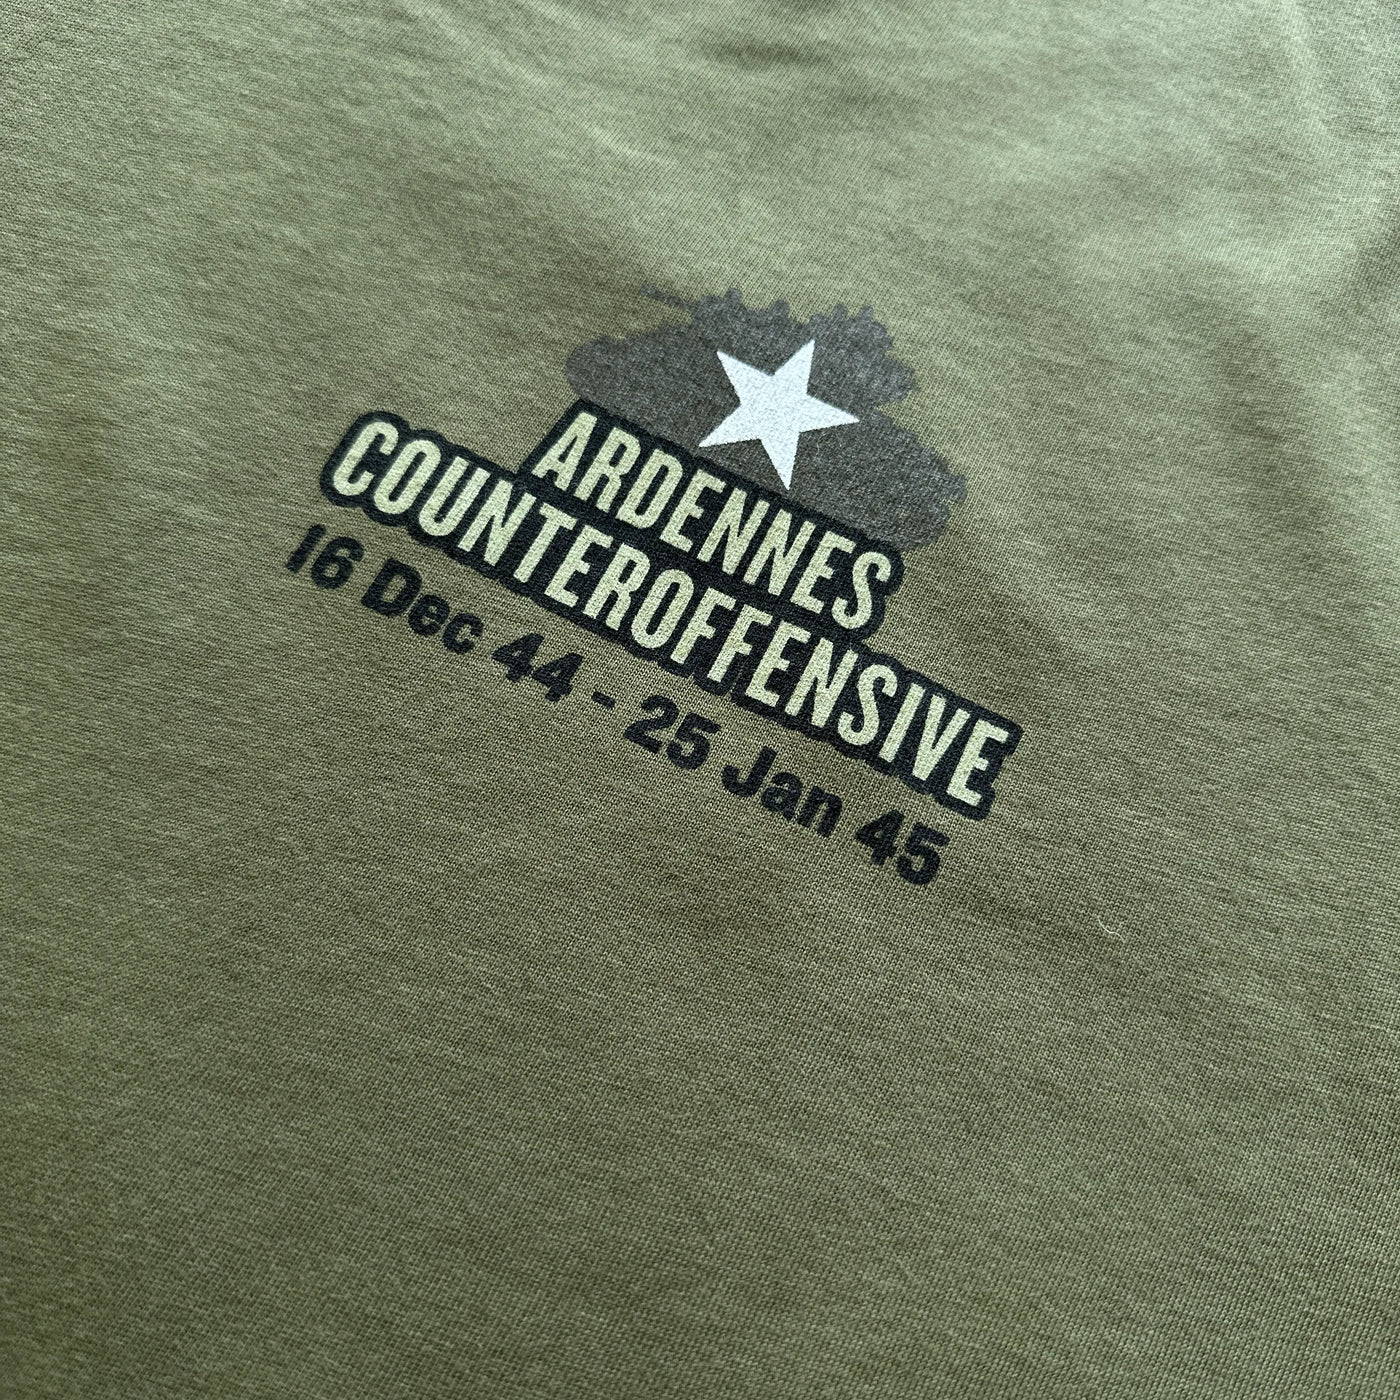 ARDENNES
COUNTEROFFENSIVE
16 Dec 44 - 25 Jan 45